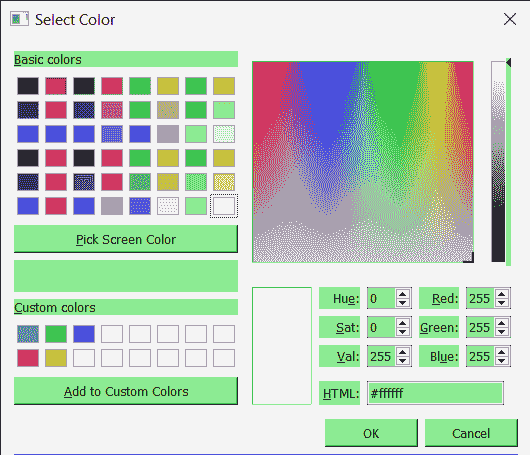 Select Color
Basic colors
Pick Screen Color
Custom colors
Add to Custom Colors
Hue: 0 Red: 255
Sat: 0 Green: 255
Val: 255 Blue: 255
HTML: #ffffff
OK Cancel